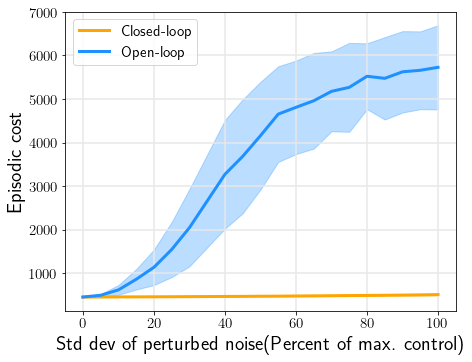 Closed-loop
Open-loop
7000
6000
5000
4000
3000
2000
1000
Episodic cost
0 20 40 60 80 100
Std dev of perturbed noise(Percent of max. control)